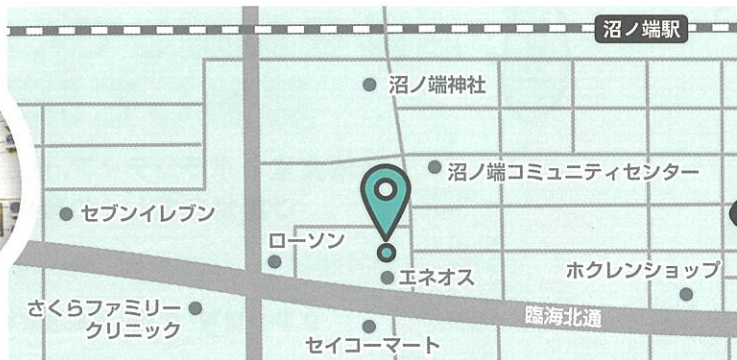 沼ノ端駅
沼ノ端神社
沼ノ端コミュニティセンター
セブンイレブン
ローソン
エネオス
ホクレンショップ
さくらファミリー
クリニック
臨海北通
セイコーマート